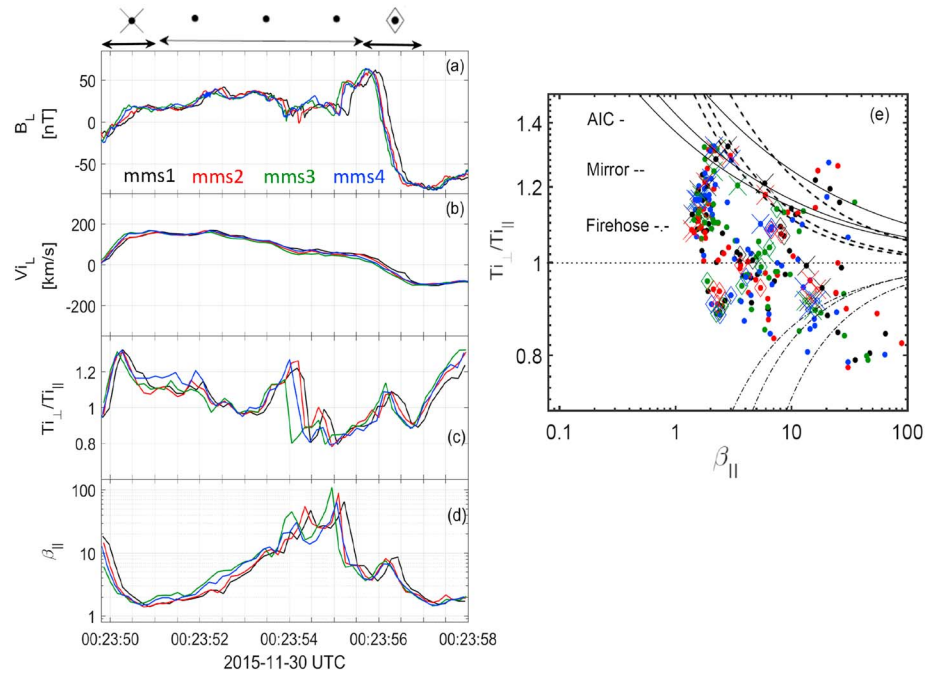 (a)
50
0
-50
B_L
[nT]
mms1 mms2 mms3 mms4
(b)
200
0
-200
Vi_L
[km/s]
1.2
1
0.8
Ti⊥/Ti||
(c)
(d)
100
10
1
β||
00:23:50 00:23:52 00:23:54 00:23:56 00:23:58
2015-11-30 UTC
(e)
AIC -
Mirror --
Firehose -.-
1.4
1.2
1
0.8
Ti⊥/Ti||
0.1 1 10 100
β||